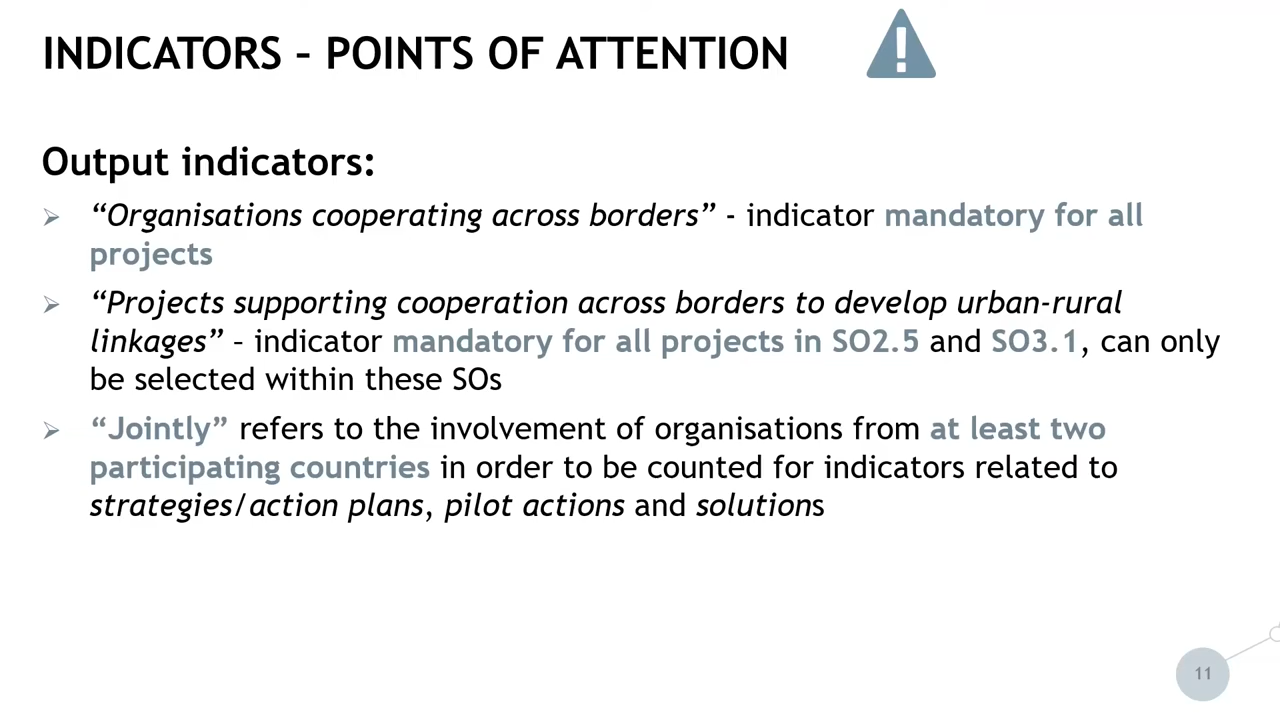 INDICATORS – POINTS OF ATTENTION
Output indicators:
“Organisations cooperating across borders” - indicator mandatory for all
projects
“Projects supporting cooperation across borders to develop urban-rural
linkages” – indicator mandatory for all projects in SO2.5 and SO3.1, can only
be selected within these SOs
“Jointly” refers to the involvement of organisations from at least two
participating countries in order to be counted for indicators related to
strategies/action plans, pilot actions and solutions
11